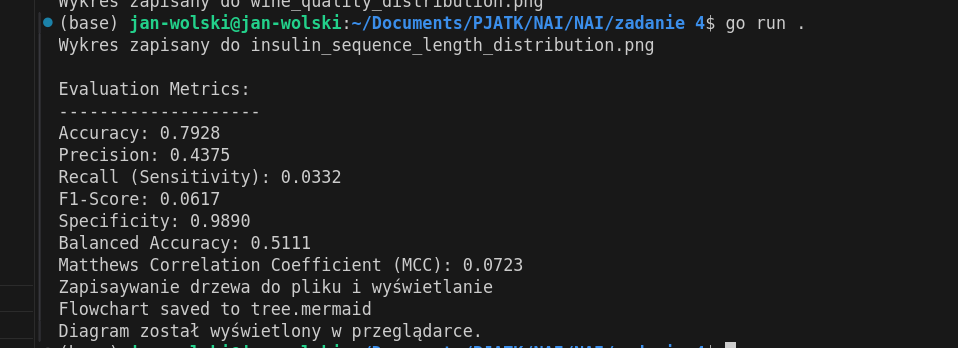 Wykres zapisany do wine_quality_distribution.png
(base) jan-wolski@jan-wolski:~/Documents/PJATK/NAI/NAI/zadanie 4$ go run .
Wykres zapisany do insulin_sequence_length_distribution.png
Evaluation Metrics:
--------------------
Accuracy: 0.7928
Precision: 0.4375
Recall (Sensitivity): 0.0332
F1-Score: 0.0617
Specificity: 0.9890
Balanced Accuracy: 0.5111
Matthews Correlation Coefficient (MCC): 0.0723
Zapisaywanie drzewa do pliku i wyświetlanie
Flowchart saved to tree.mermaid
Diagram został wyświetlony w przeglądarce.